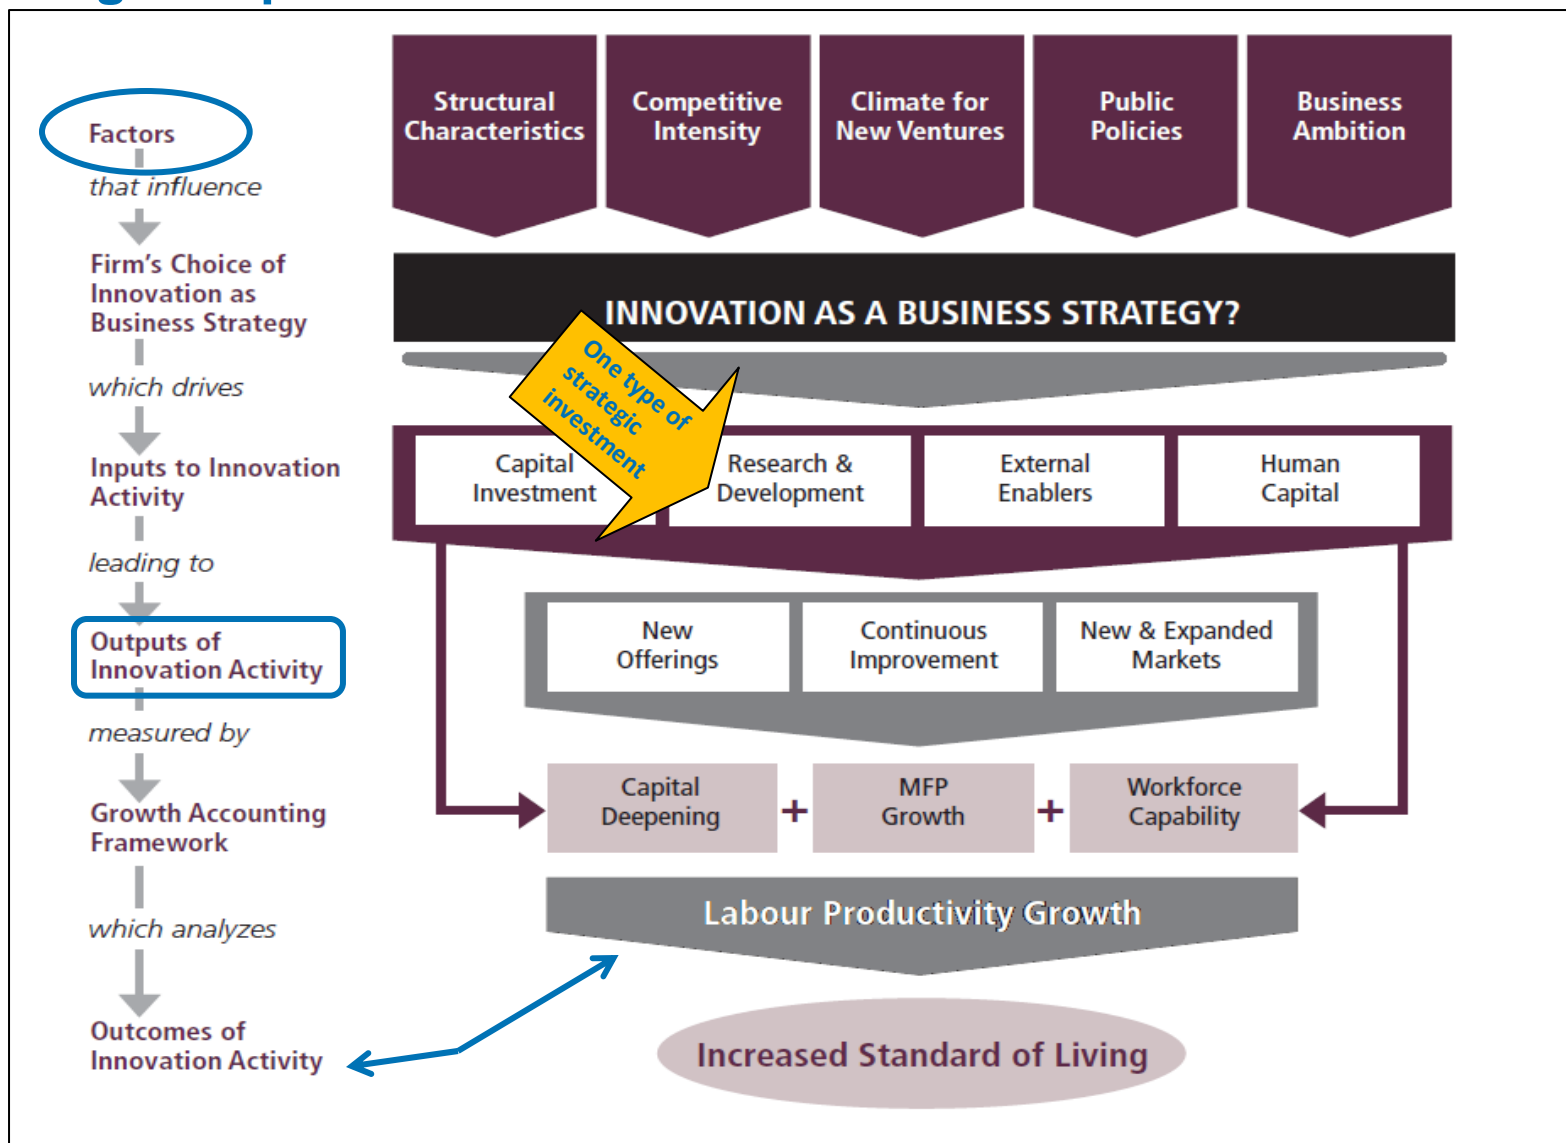 Factors
that influence
Firm's Choice of
Innovation as
Business Strategy
which drives
Inputs to Innovation
Activity
leading to
Outputs of
Innovation Activity
measured by
Growth Accounting
Framework
which analyzes
Outcomes of
Innovation Activity
Structural
Characteristics
Competitive
Intensity
Climate for
New Ventures
Public
Policies
Business
Ambition
INNOVATION AS A BUSINESS STRATEGY?
One type of
strategic
investment
Capital
Investment
Research &
Development
External
Enablers
Human
Capital
New
Offerings
Continuous
Improvement
New & Expanded
Markets
Capital
Deepening
+
MFP
Growth
+
Workforce
Capability
Labour Productivity Growth
Increased Standard of Living